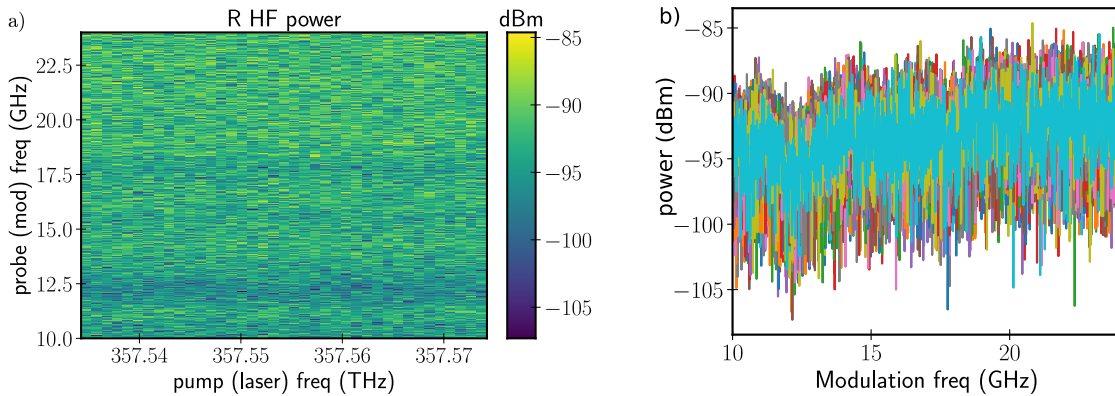 a)
R HF power
dBm
22.5
20.0
17.5
15.0
12.5
10.0
probe (mod) freq (GHz)
357.54
357.55
357.56
357.57
pump (laser) freq (THz)
−85
−90
−95
−100
−105
b)
−85
−90
−95
−100
−105
power (dBm)
10
15
20
Modulation freq (GHz)